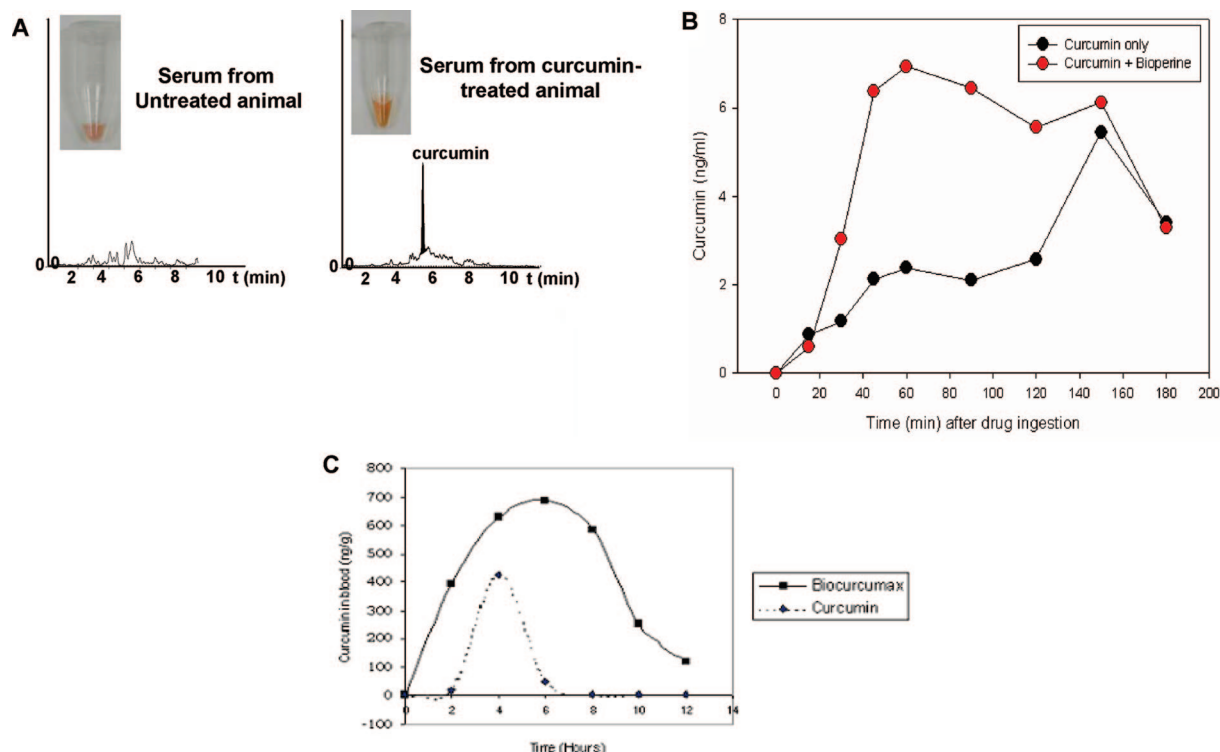 A
Serum from
Untreated animal
0 0
2 4 6 8 10 t (min)
Serum from curcumin-
treated animal
curcumin
0 0
2 4 6 8 10 t (min)
B
Curcumin only
Curcumin + Bioperine
8
6
4
2
0
Curcumin (ng/ml)
0 20 40 60 80 100 120 140 160 180 200
Time (min) after drug ingestion
C
800
700
600
500
400
300
200
100
0
-100
Curcumin blood (ng/g)
0 2 4 6 8 10 12 14
Time (Hours)
Biocurcumax
Curcumin